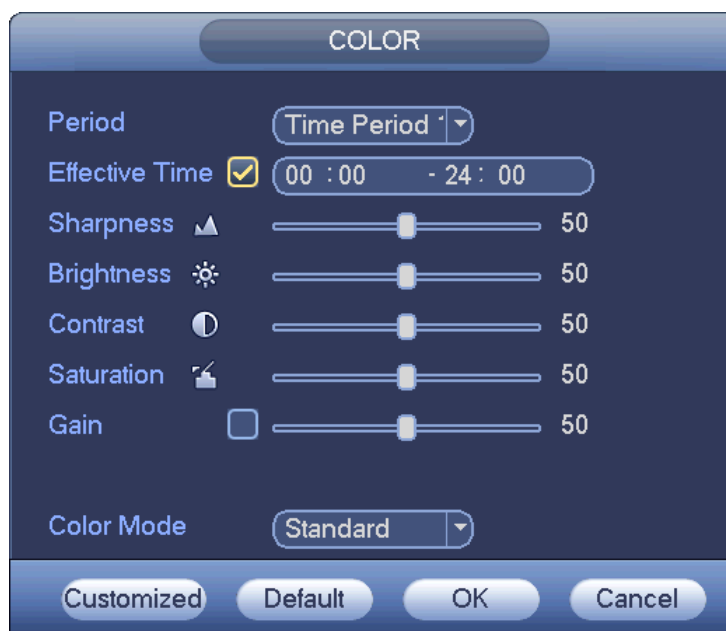 COLOR
Period Time Period
Effective Time 00 : 00 - 24 : 00
Sharpness 50
Brightness 50
Contrast 50
Saturation 50
Gain 50
Color Mode Standard
Customized Default OK Cancel